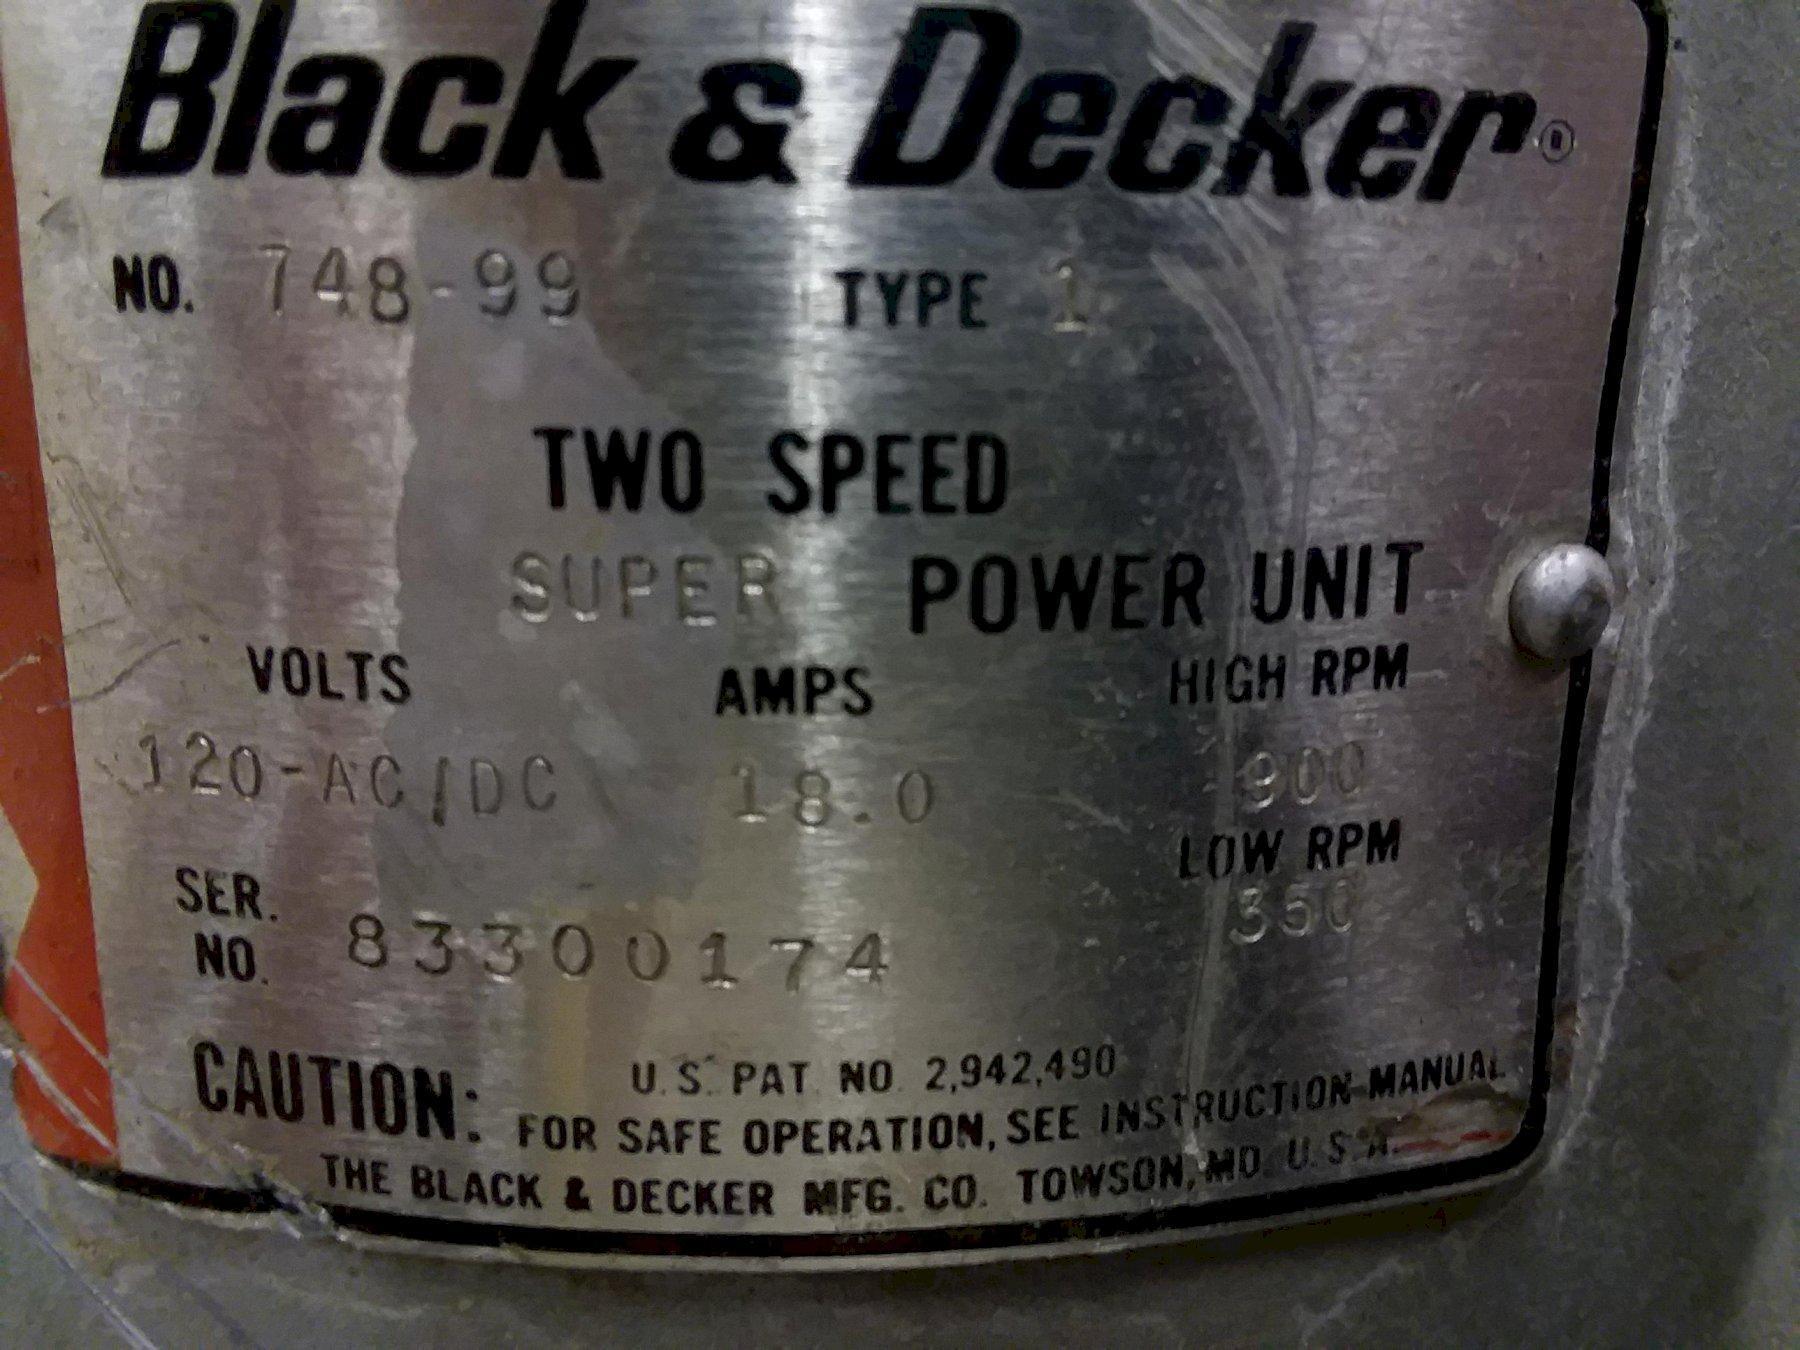 Black & Decker®
NO. 748-99 TYPE 1
TWO SPEED
SUPER POWER UNIT
VOLTS AMPS HIGH RPM
120-AC/DC 18.0 900
LOW RPM
350
SER. NO. 83300174
U.S. PAT. NO. 2,942,490
CAUTION: FOR SAFE OPERATION, SEE INSTRUCTION MANUAL
THE BLACK & DECKER MFG. CO. TOWSON, MD. U.S.A.